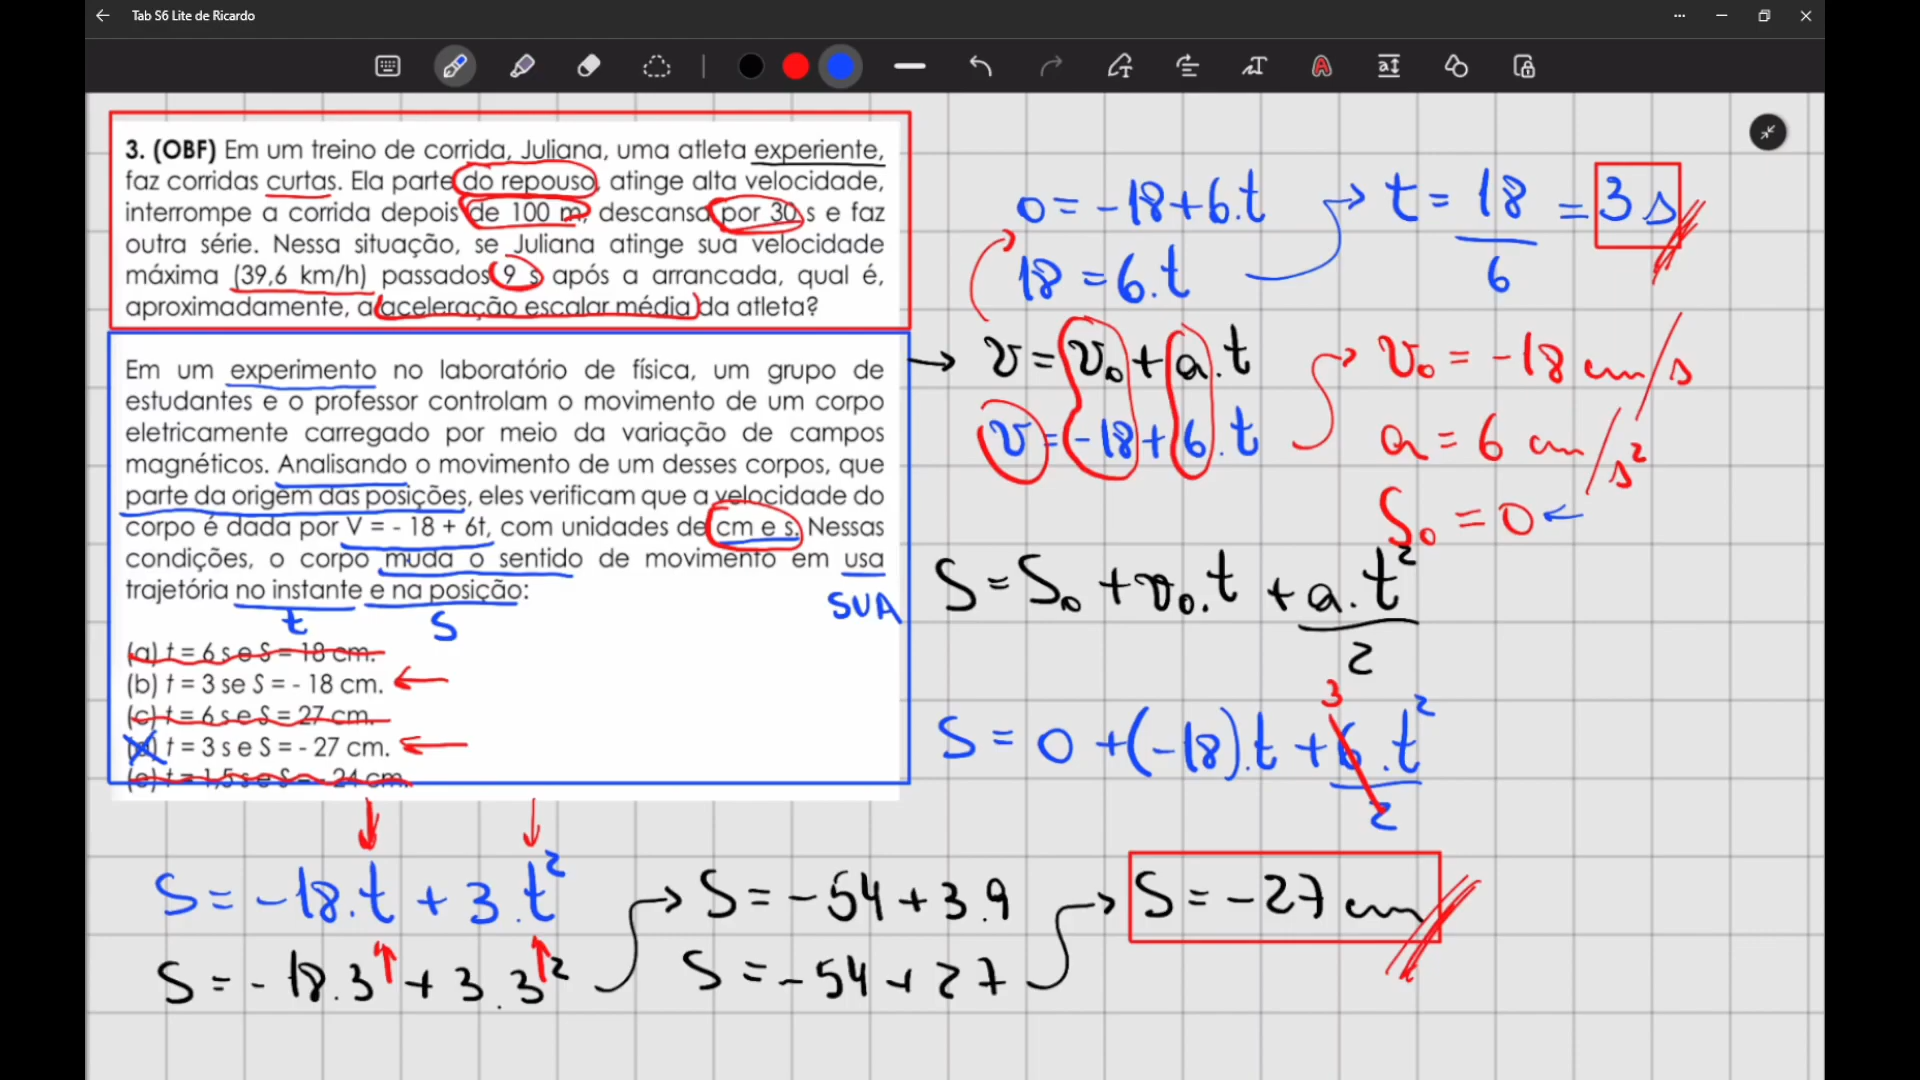 Tab S6 Lite de Ricardo
3. (OBF) Em um treino de corrida, Juliana, uma atleta experiente,
faz corridas curtas. Ela parte do repouso, atinge alta velocidade,
interrompe a corrida depois de 100 m, descansa por 30 s e faz
outra série. Nessa situação, se Juliana atinge sua velocidade
máxima (39,6 km/h) passados 9 s após a arrancada, qual é,
aproximadamente, a aceleração escalar média da atleta?
Em um experimento no laboratório de física, um grupo de
estudantes e o professor controlam o movimento de um corpo
eletricamente carregado por meio da variação de campos
magnéticos. Analisando o movimento de um desses corpos, que
parte da origem das posições, eles verificam que a velocidade do
corpo é dada por V = - 18 + 6t, com unidades de cm e s. Nessas
condições, o corpo muda o sentido de movimento em usa
trajetória no instante e na posição:
SUA
t S
(a) t = 6 s e S = 18 cm.
(b) t = 3 se S = - 18 cm.
(c) t = 6 s e S = 27 cm.
(d) t = 3 s e S = - 27 cm.
(e) t = 1,5 s e S = - 24 cm.
0 = -18+6.t → t = 18/6 = 3 s
18 = 6.t
→ v = v₀ + a.t
v = -18 + 6.t
v₀ = -18 cm/s
a = 6 cm/s²
S₀ = 0 ←
S = S₀ + v₀.t + a.t²/2
3
S = 0 + (-18).t + 6.t²/2
S = -18.t + 3.t²
S = -18.3 + 3.3²
→ S = -54 + 3.9
S = -54 + 27
→ S = -27 cm